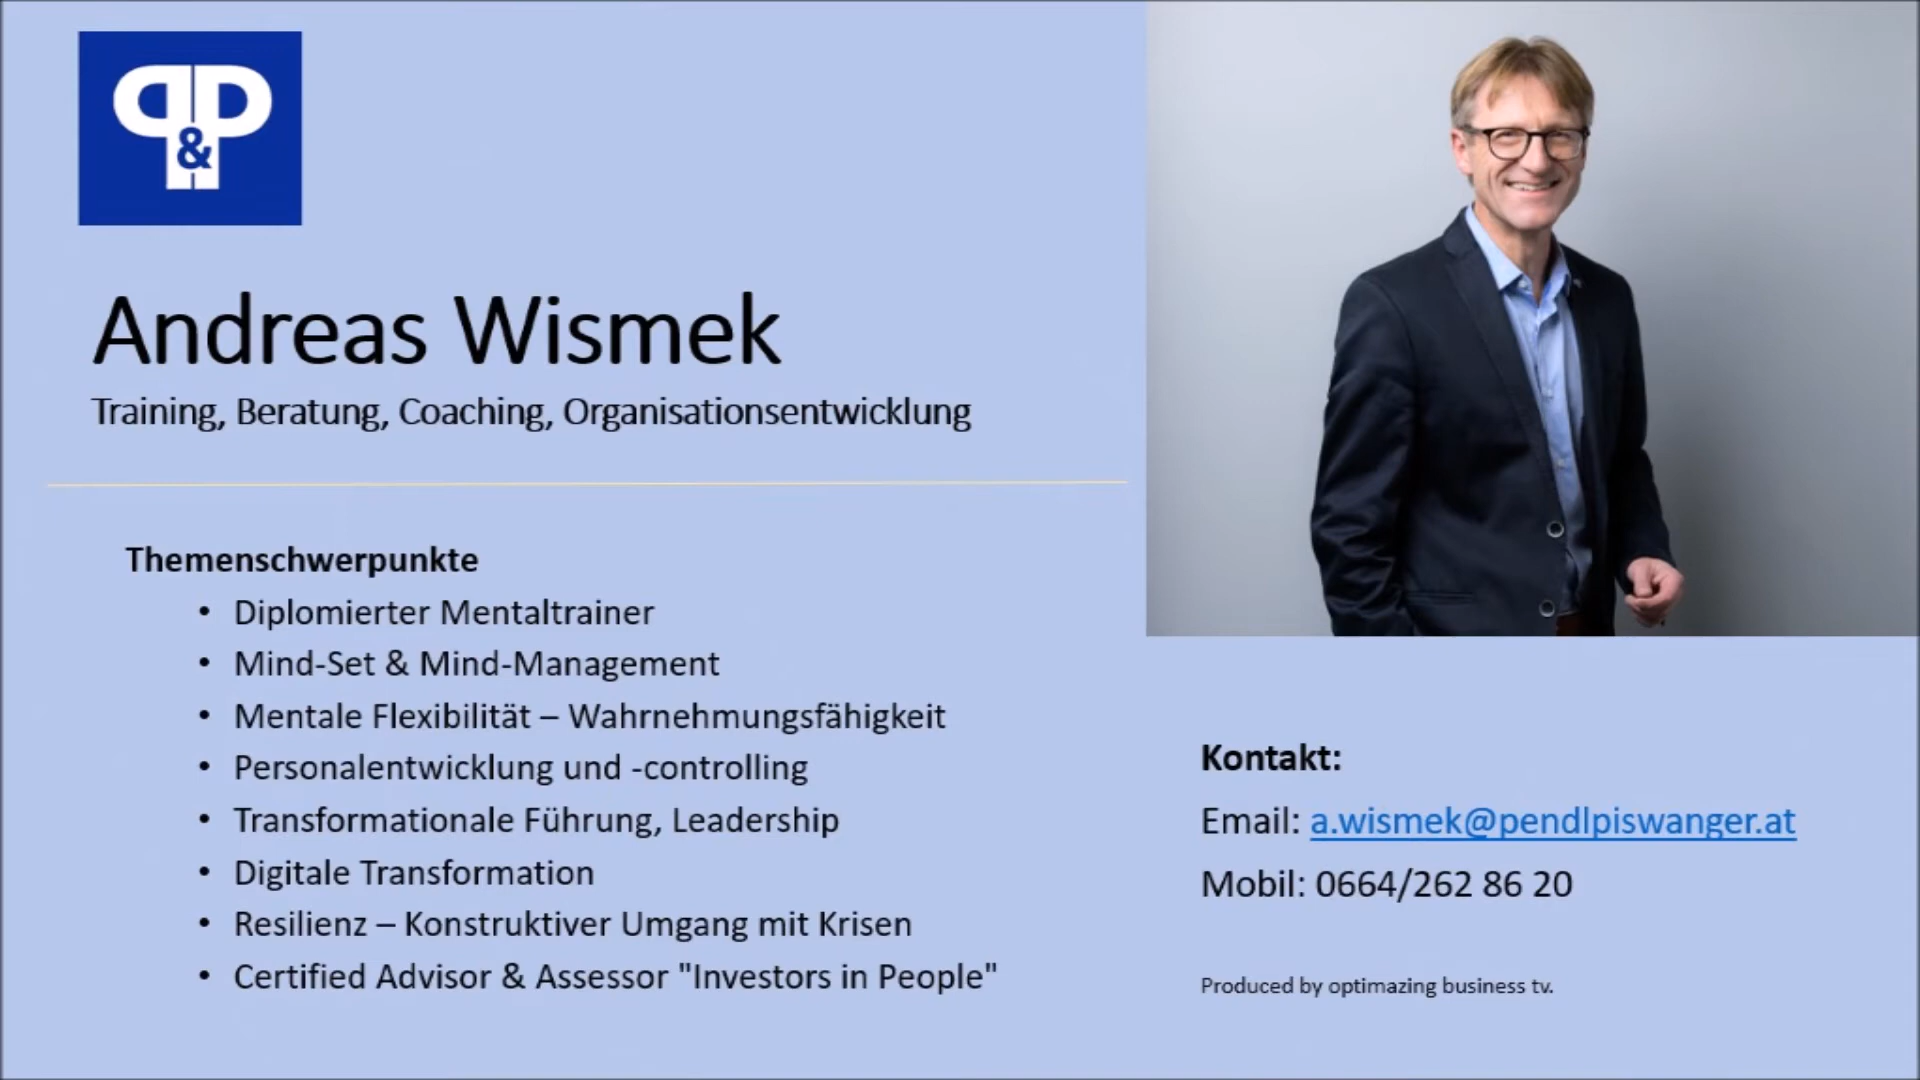 P&P
Andreas Wismek
Training, Beratung, Coaching, Organisationsentwicklung
Themenschwerpunkte
• Diplomierter Mentaltrainer
• Mind-Set & Mind-Management
• Mentale Flexibilität – Wahrnehmungsfähigkeit
• Personalentwicklung und -controlling
• Transformationale Führung, Leadership
• Digitale Transformation
• Resilienz – Konstruktiver Umgang mit Krisen
• Certified Advisor & Assessor "Investors in People"
Kontakt:
Email: a.wismek@pendlpiswanger.at
Mobil: 0664/262 86 20
Produced by optimazing business tv.